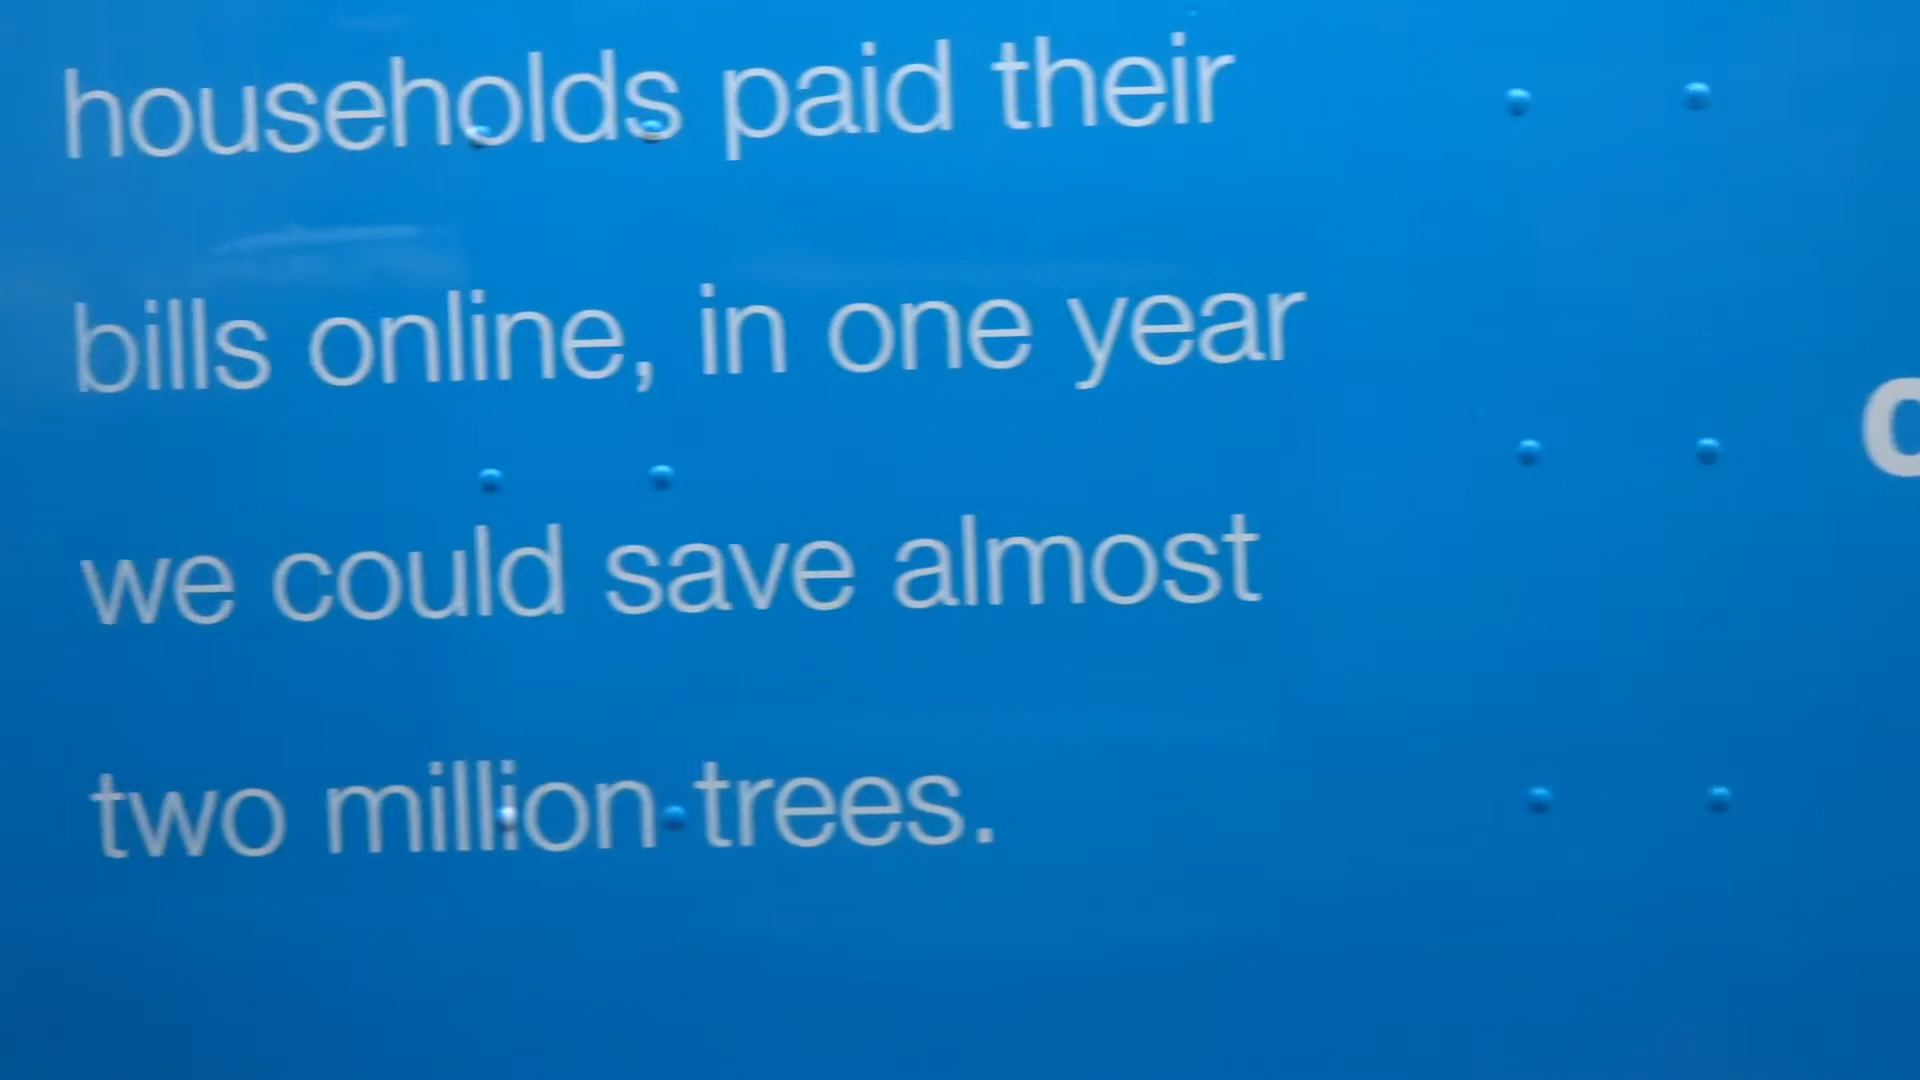 households paid their
bills online, in one year
we could save almost
two million trees.